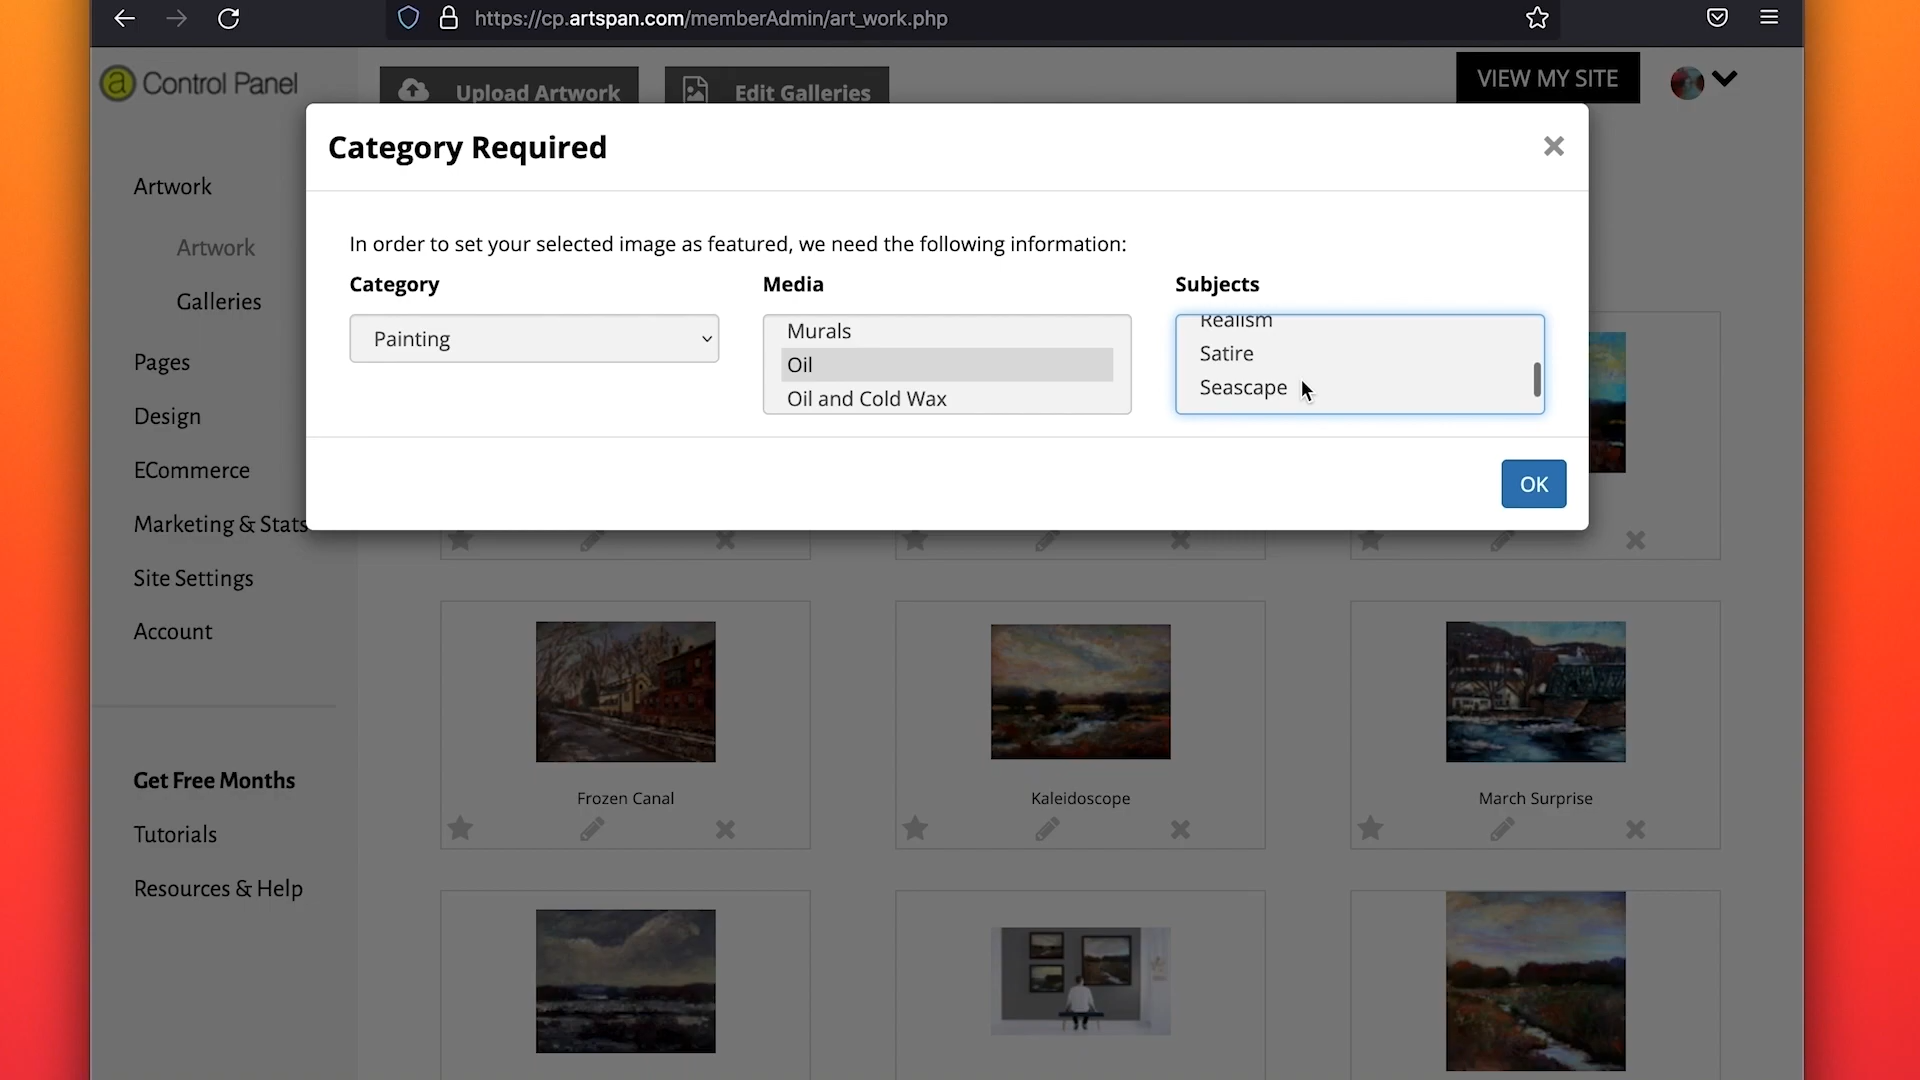 https://cp.artspan.com/memberAdmin/art_work.php
a Control Panel
Upload Artwork
Edit Galleries
VIEW MY SITE
Category Required
In order to set your selected image as featured, we need the following information:
Category
Media
Subjects
Painting
Murals
Oil
Oil and Cold Wax
Realism
Satire
Seascape
OK
Artwork
Artwork
Galleries
Pages
Design
ECommerce
Marketing & Stats
Site Settings
Account
Get Free Months
Tutorials
Resources & Help
Frozen Canal
Kaleidoscope
March Surprise